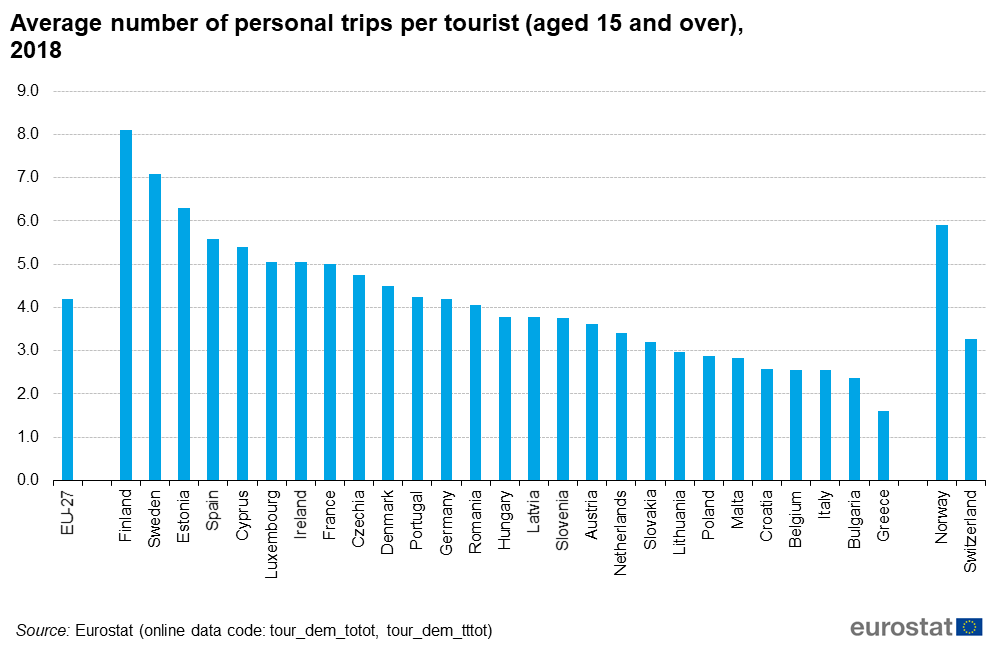 Average number of personal trips per tourist (aged 15 and over),
2018
9.0
8.0
7.0
6.0
5.0
4.0
3.0
2.0
1.0
0.0
EU-27
Finland
Sweden
Estonia
Spain
Cyprus
Luxembourg
Ireland
France
Czechia
Denmark
Portugal
Germany
Romania
Hungary
Latvia
Slovenia
Austria
Netherlands
Slovakia
Lithuania
Poland
Malta
Croatia
Belgium
Italy
Bulgaria
Greece
Norway
Switzerland
Source: Eurostat (online data code: tour_dem_totot, tour_dem_tttot)
eurostat